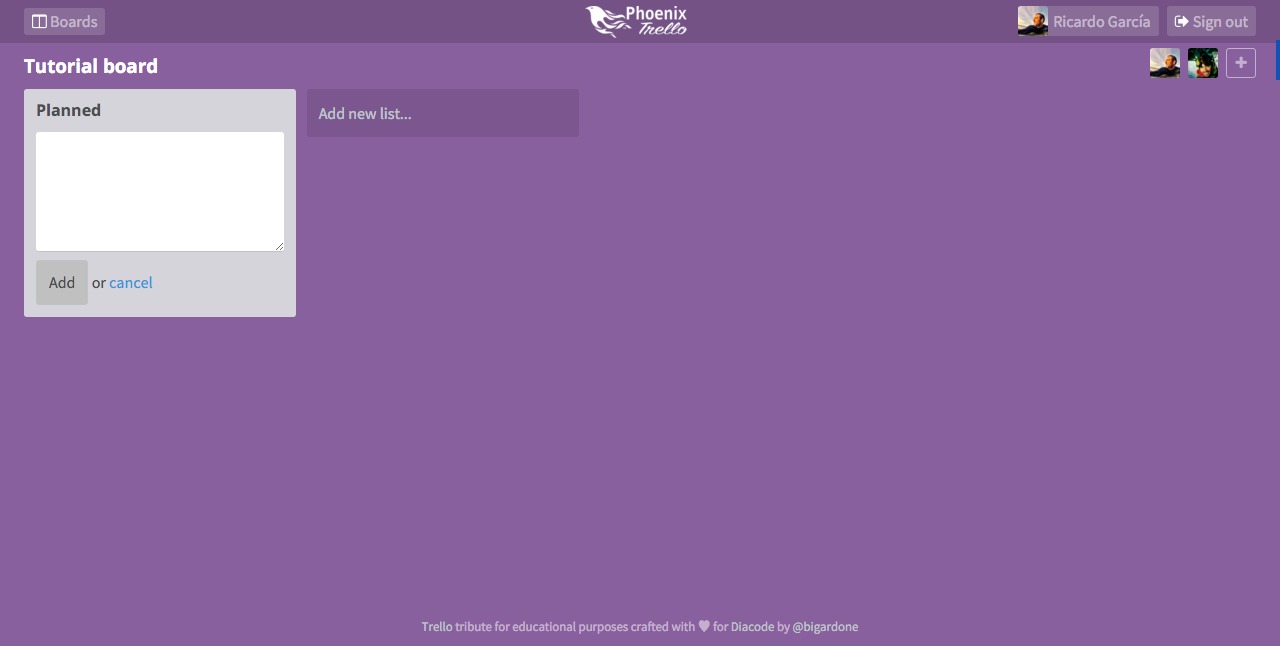 Boards
Phoenix
Trello
Ricardo García
Sign out
Tutorial board
+
Planned
Add new list...
Add or cancel
Trello tribute for educational purposes crafted with ♥ for Diacode by @bigardone